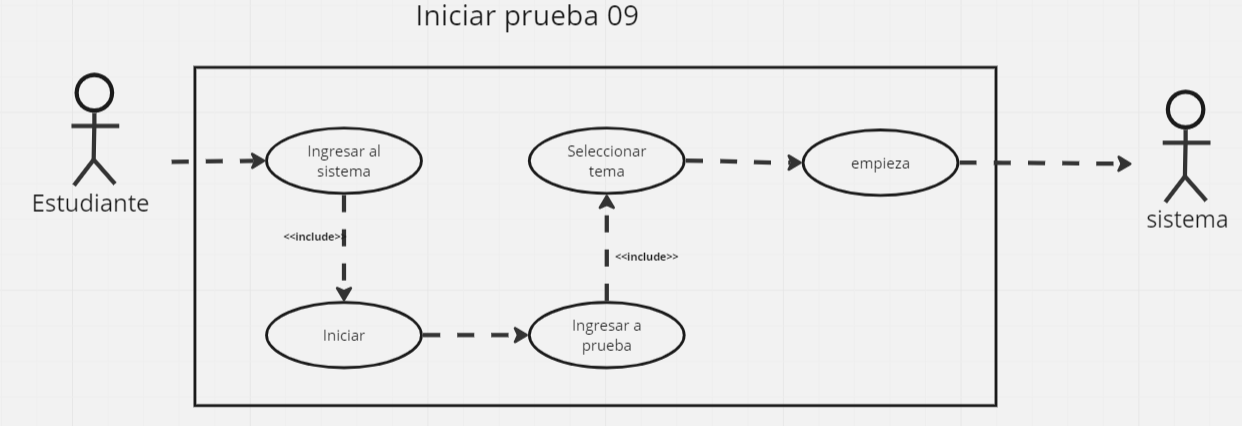 Iniciar prueba 09
Estudiante
Ingresar al
sistema
<<include>>
Iniciar
Ingresar a
prueba
<<include>>
Seleccionar
tema
empieza
sistema